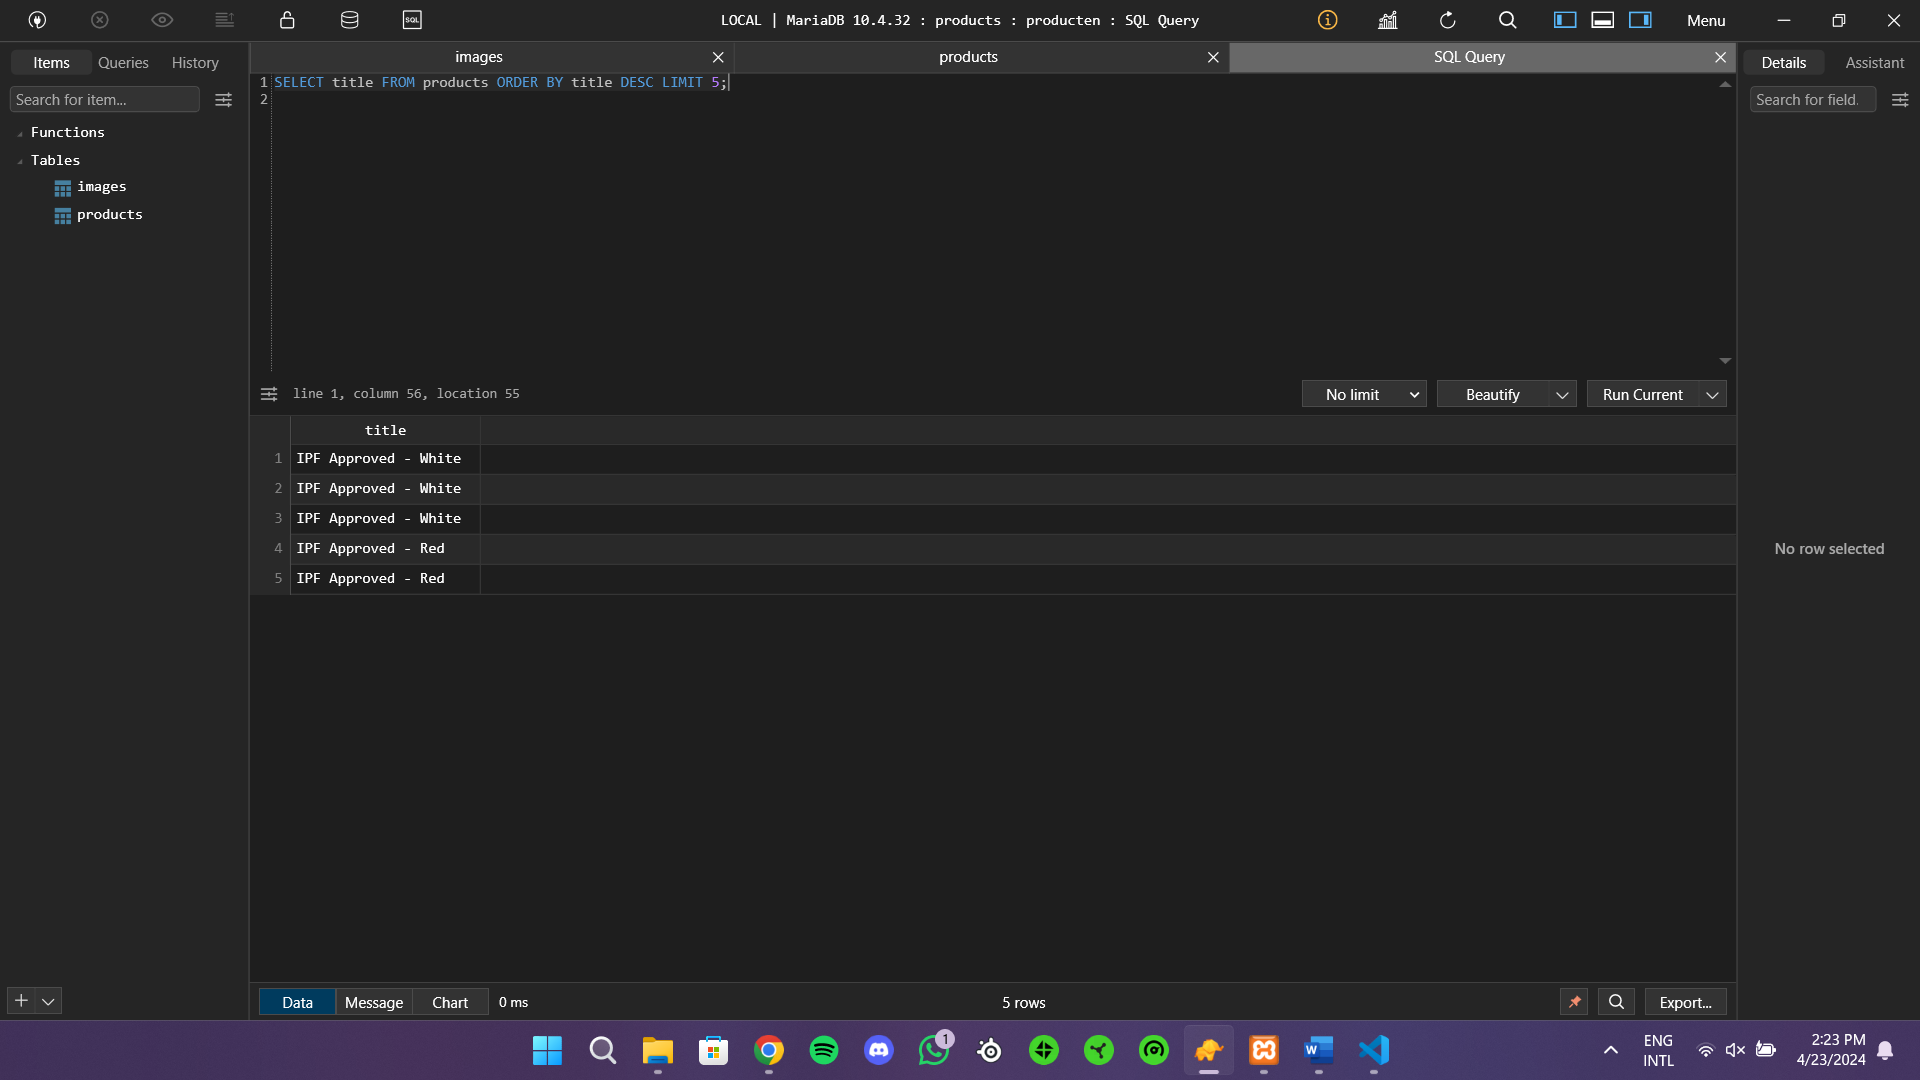 LOCAL | MariaDB 10.4.32 : products : producten : SQL Query
Menu
Items Queries History
images
products
SQL Query
Details Assistant
Search for item...
Search for field.
1 SELECT title FROM products ORDER BY title DESC LIMIT 5;
2
Functions
Tables
images
products
line 1, column 56, location 55
No limit
Beautify
Run Current
title
1 IPF Approved - White
2 IPF Approved - White
3 IPF Approved - White
4 IPF Approved - Red
5 IPF Approved - Red
No row selected
Data Message Chart 0 ms
5 rows
Export...
1
ENG
INTL
2:23 PM
4/23/2024